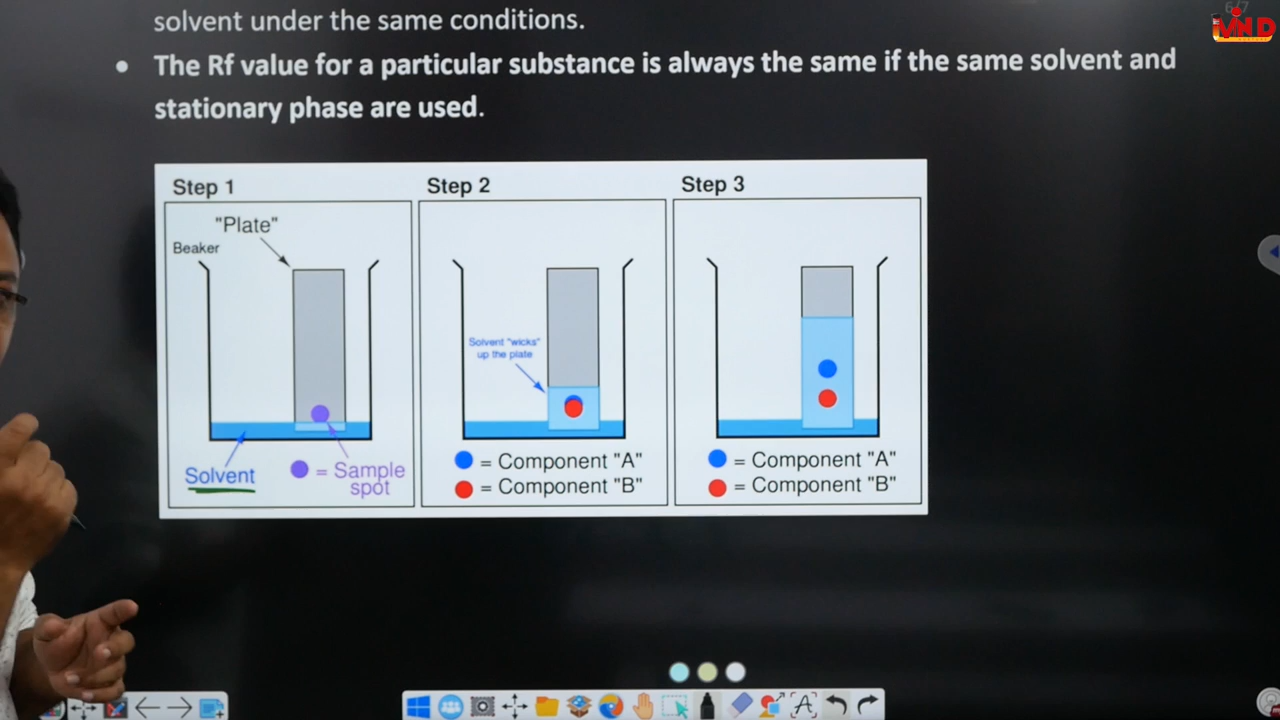 solvent under the same conditions.
6/7
• The Rf value for a particular substance is always the same if the same solvent and
stationary phase are used.
Step 1
Step 2
Step 3
"Plate"
Beaker
Solvent
= Sample
spot
Solvent "wicks"
up the plate
= Component "A"
= Component "B"
= Component "A"
= Component "B"